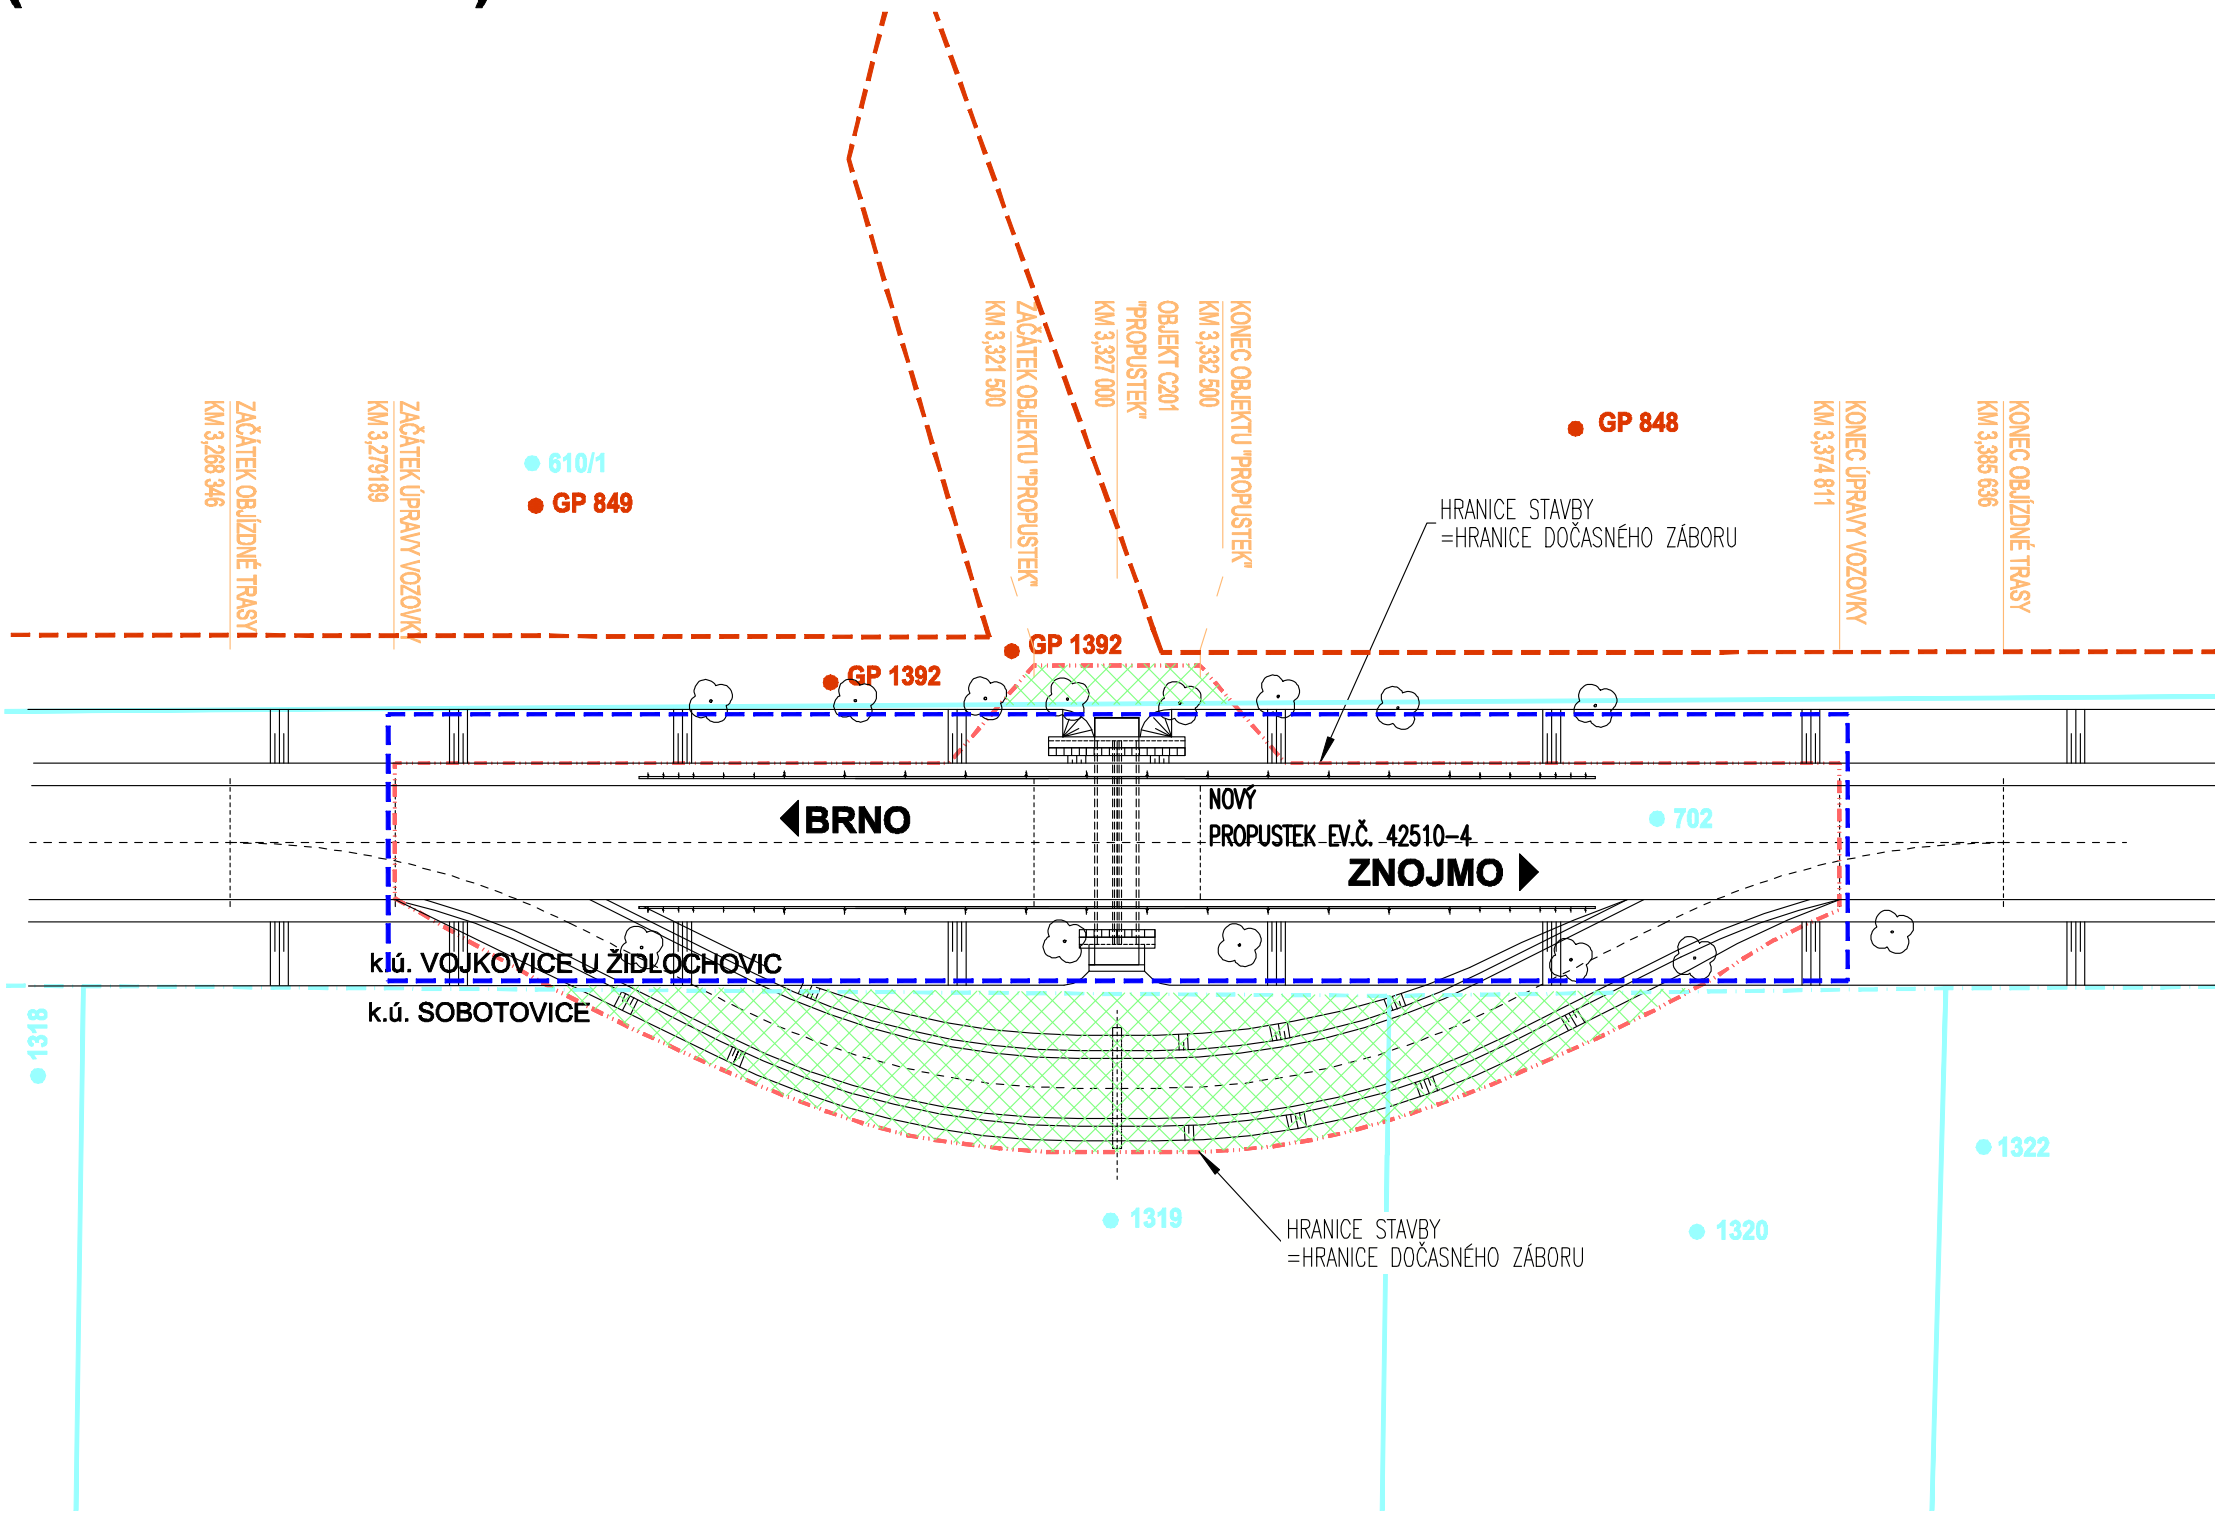 ZAČÁTEK OBJÍZDNÉ TRASY
KM 3,268 346
ZAČÁTEK ÚPRAVY VOZOVKY
KM 3,279189
ZAČÁTEK OBJEKTU "PROPUSTEK"
KM 3,321 500
OBJEKT C201
"PROPUSTEK"
KM 3,327 000
KONEC OBJEKTU "PROPUSTEK"
KM 3,332 500
KONEC ÚPRAVY VOZOVKY
KM 3,374 811
KONEC OBJÍZDNÉ TRASY
KM 3,385 636
GP 848
610/1
GP 849
HRANICE STAVBY
=HRANICE DOČASNÉHO ZÁBORU
GP 1392
GP 1392
BRNO
NOVÝ
PROPUSTEK EV.Č. 42510-4
702
ZNOJMO
k.ú. VOJKOVICE U ŽIDLOCHOVIC
k.ú. SOBOTOVICE
1318
1322
1319
1320
HRANICE STAVBY
=HRANICE DOČASNÉHO ZÁBORU